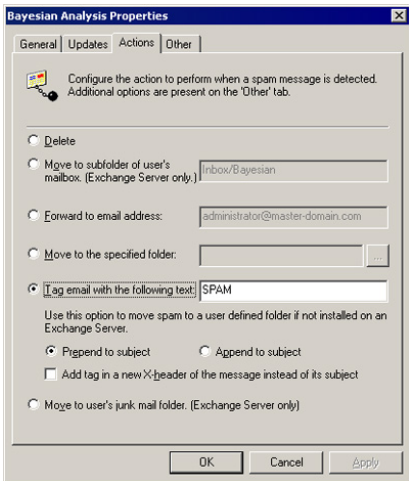 Bayesian Analysis Properties
General Updates Actions Other
Configure the action to perform when a spam message is detected.
Additional options are present on the 'Other' tab.
Delete
Move to subfolder of user's
mailbox. (Exchange Server only.) Inbox/Bayesian
Forward to email address: administrator@master-domain.com
Move to the specified folder: ...
Tag email with the following text: SPAM
Use this option to move spam to a user defined folder if not installed on an
Exchange Server.
Prepend to subject Append to subject
Add tag in a new X-header of the message instead of its subject
Move to user's junk mail folder. (Exchange Server only)
OK Cancel Apply